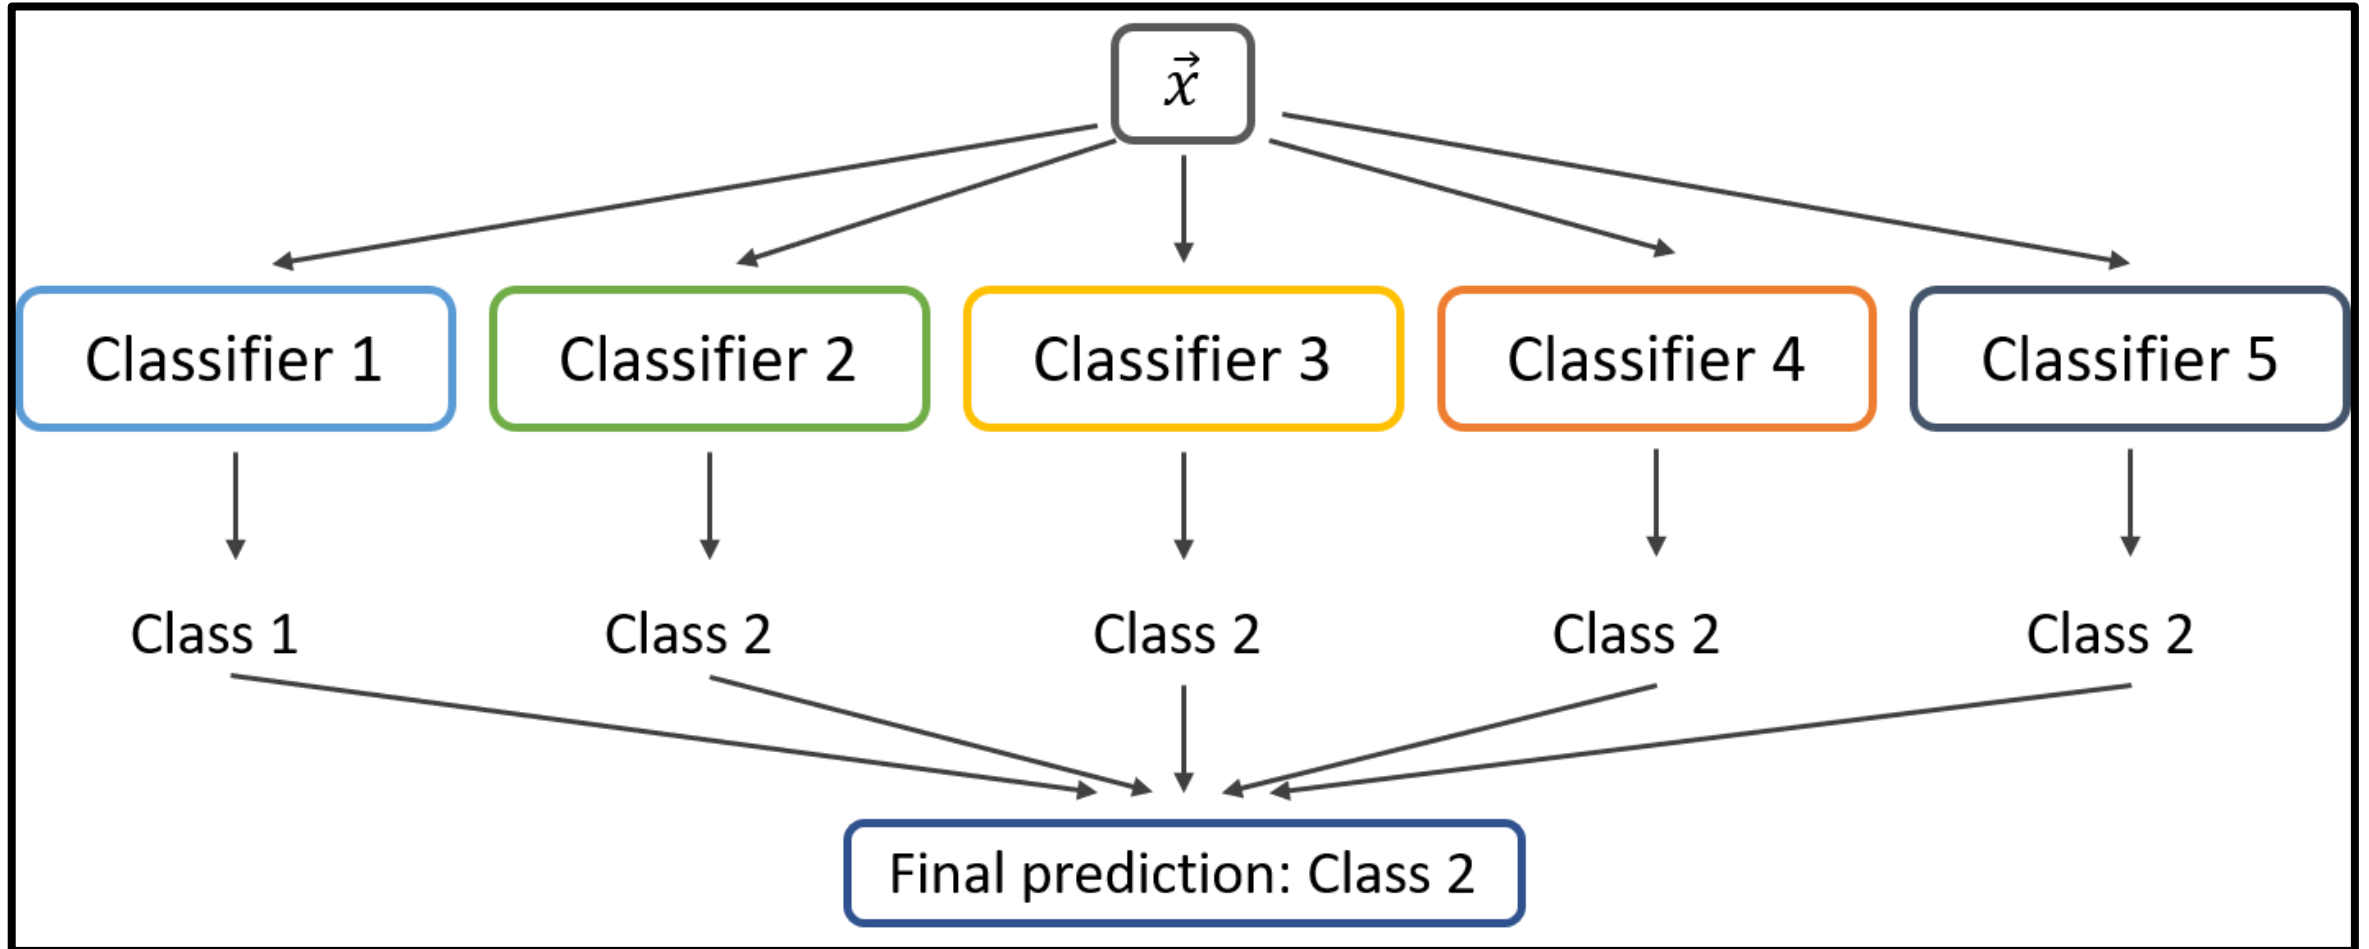 x⃗
Classifier 1
Classifier 2
Classifier 3
Classifier 4
Classifier 5
Class 1
Class 2
Class 2
Class 2
Class 2
Final prediction: Class 2